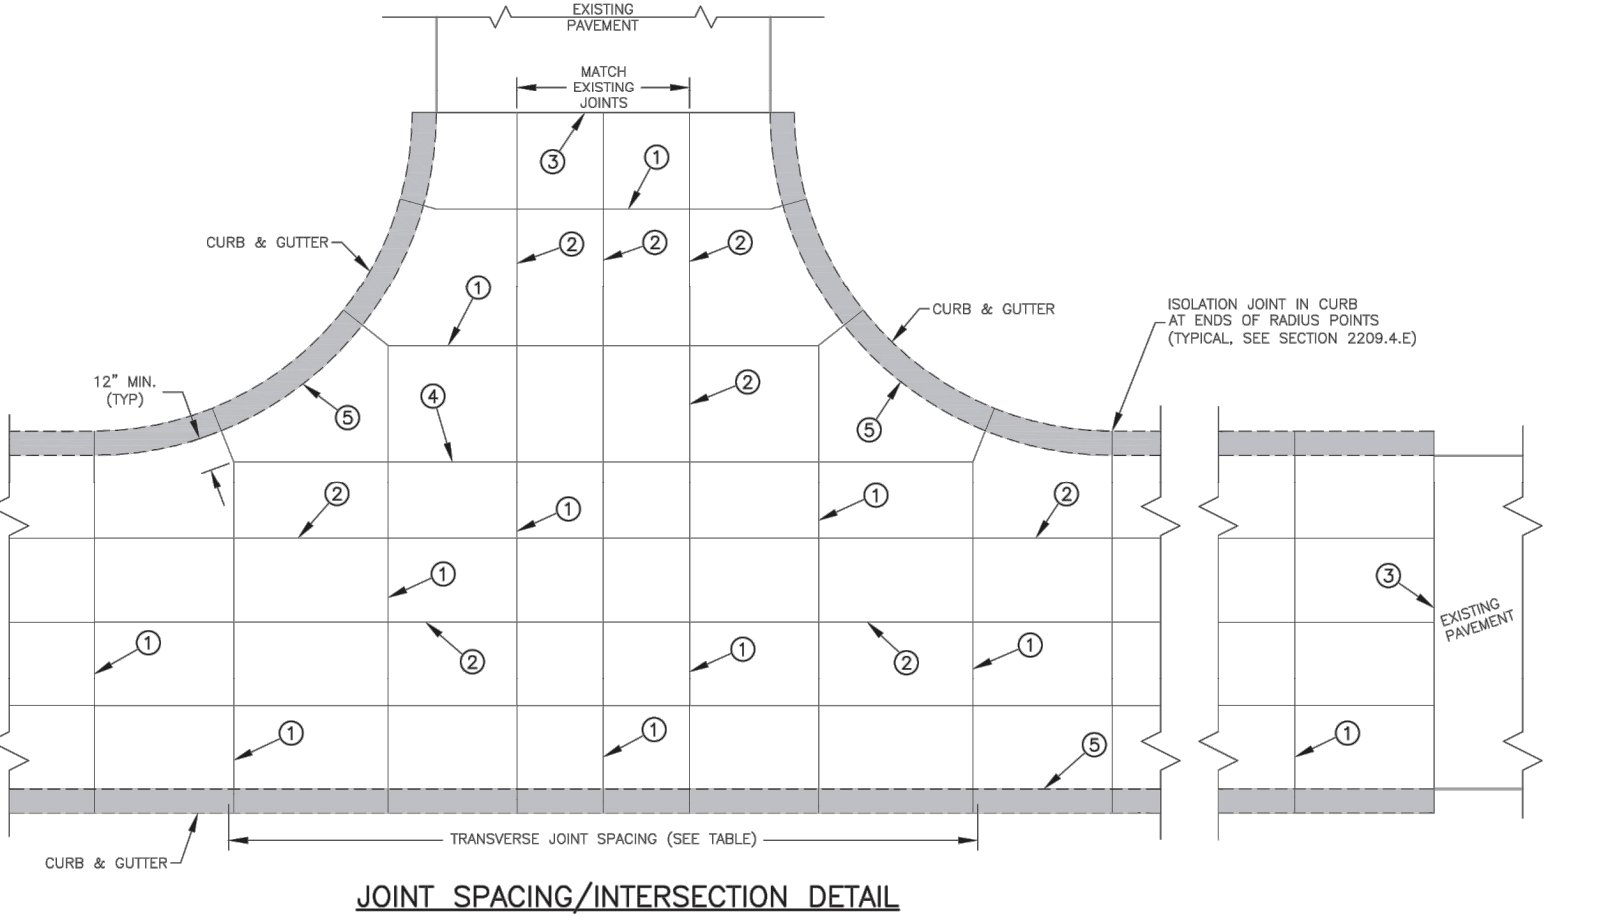 EXISTING
PAVEMENT
MATCH
EXISTING
JOINTS
3
1
CURB & GUTTER
2
2
2
1
CURB & GUTTER
ISOLATION JOINT IN CURB
AT ENDS OF RADIUS POINTS
(TYPICAL, SEE SECTION 2209.4.E)
12" MIN.
(TYP)
4
5
2
5
2
1
1
2
1
3
EXISTING
PAVEMENT
1
2
1
2
1
1
1
5
1
TRANSVERSE JOINT SPACING (SEE TABLE)
CURB & GUTTER
JOINT SPACING/INTERSECTION DETAIL